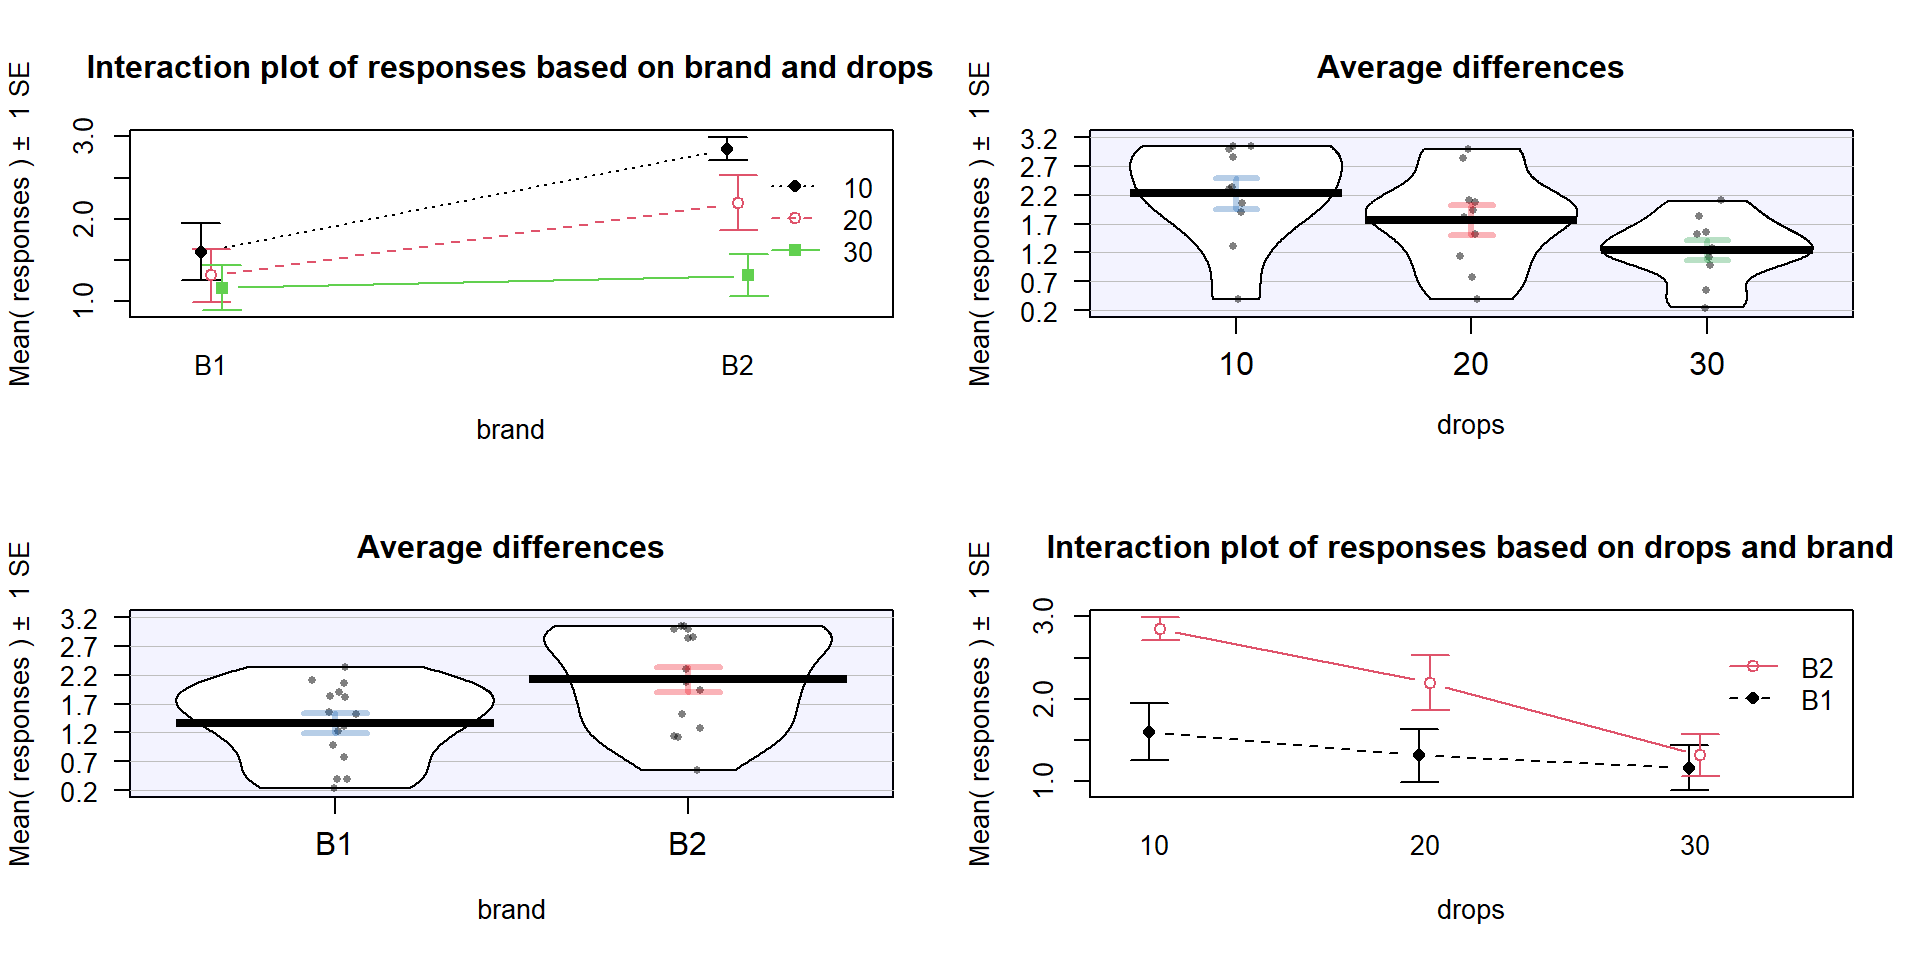 Interaction plot of responses based on brand and drops
Mean( responses ) ± 1 SE
3.0
2.0
1.0
10
20
30
B1 B2
brand
Average differences
Mean( responses ) ± 1 SE
3.2
2.7
2.2
1.7
1.2
0.7
0.2
10 20 30
drops
Average differences
Mean( responses ) ± 1 SE
3.2
2.7
2.2
1.7
1.2
0.7
0.2
B1 B2
brand
Interaction plot of responses based on drops and brand
Mean( responses ) ± 1 SE
3.0
2.0
1.0
B2
B1
10 20 30
drops